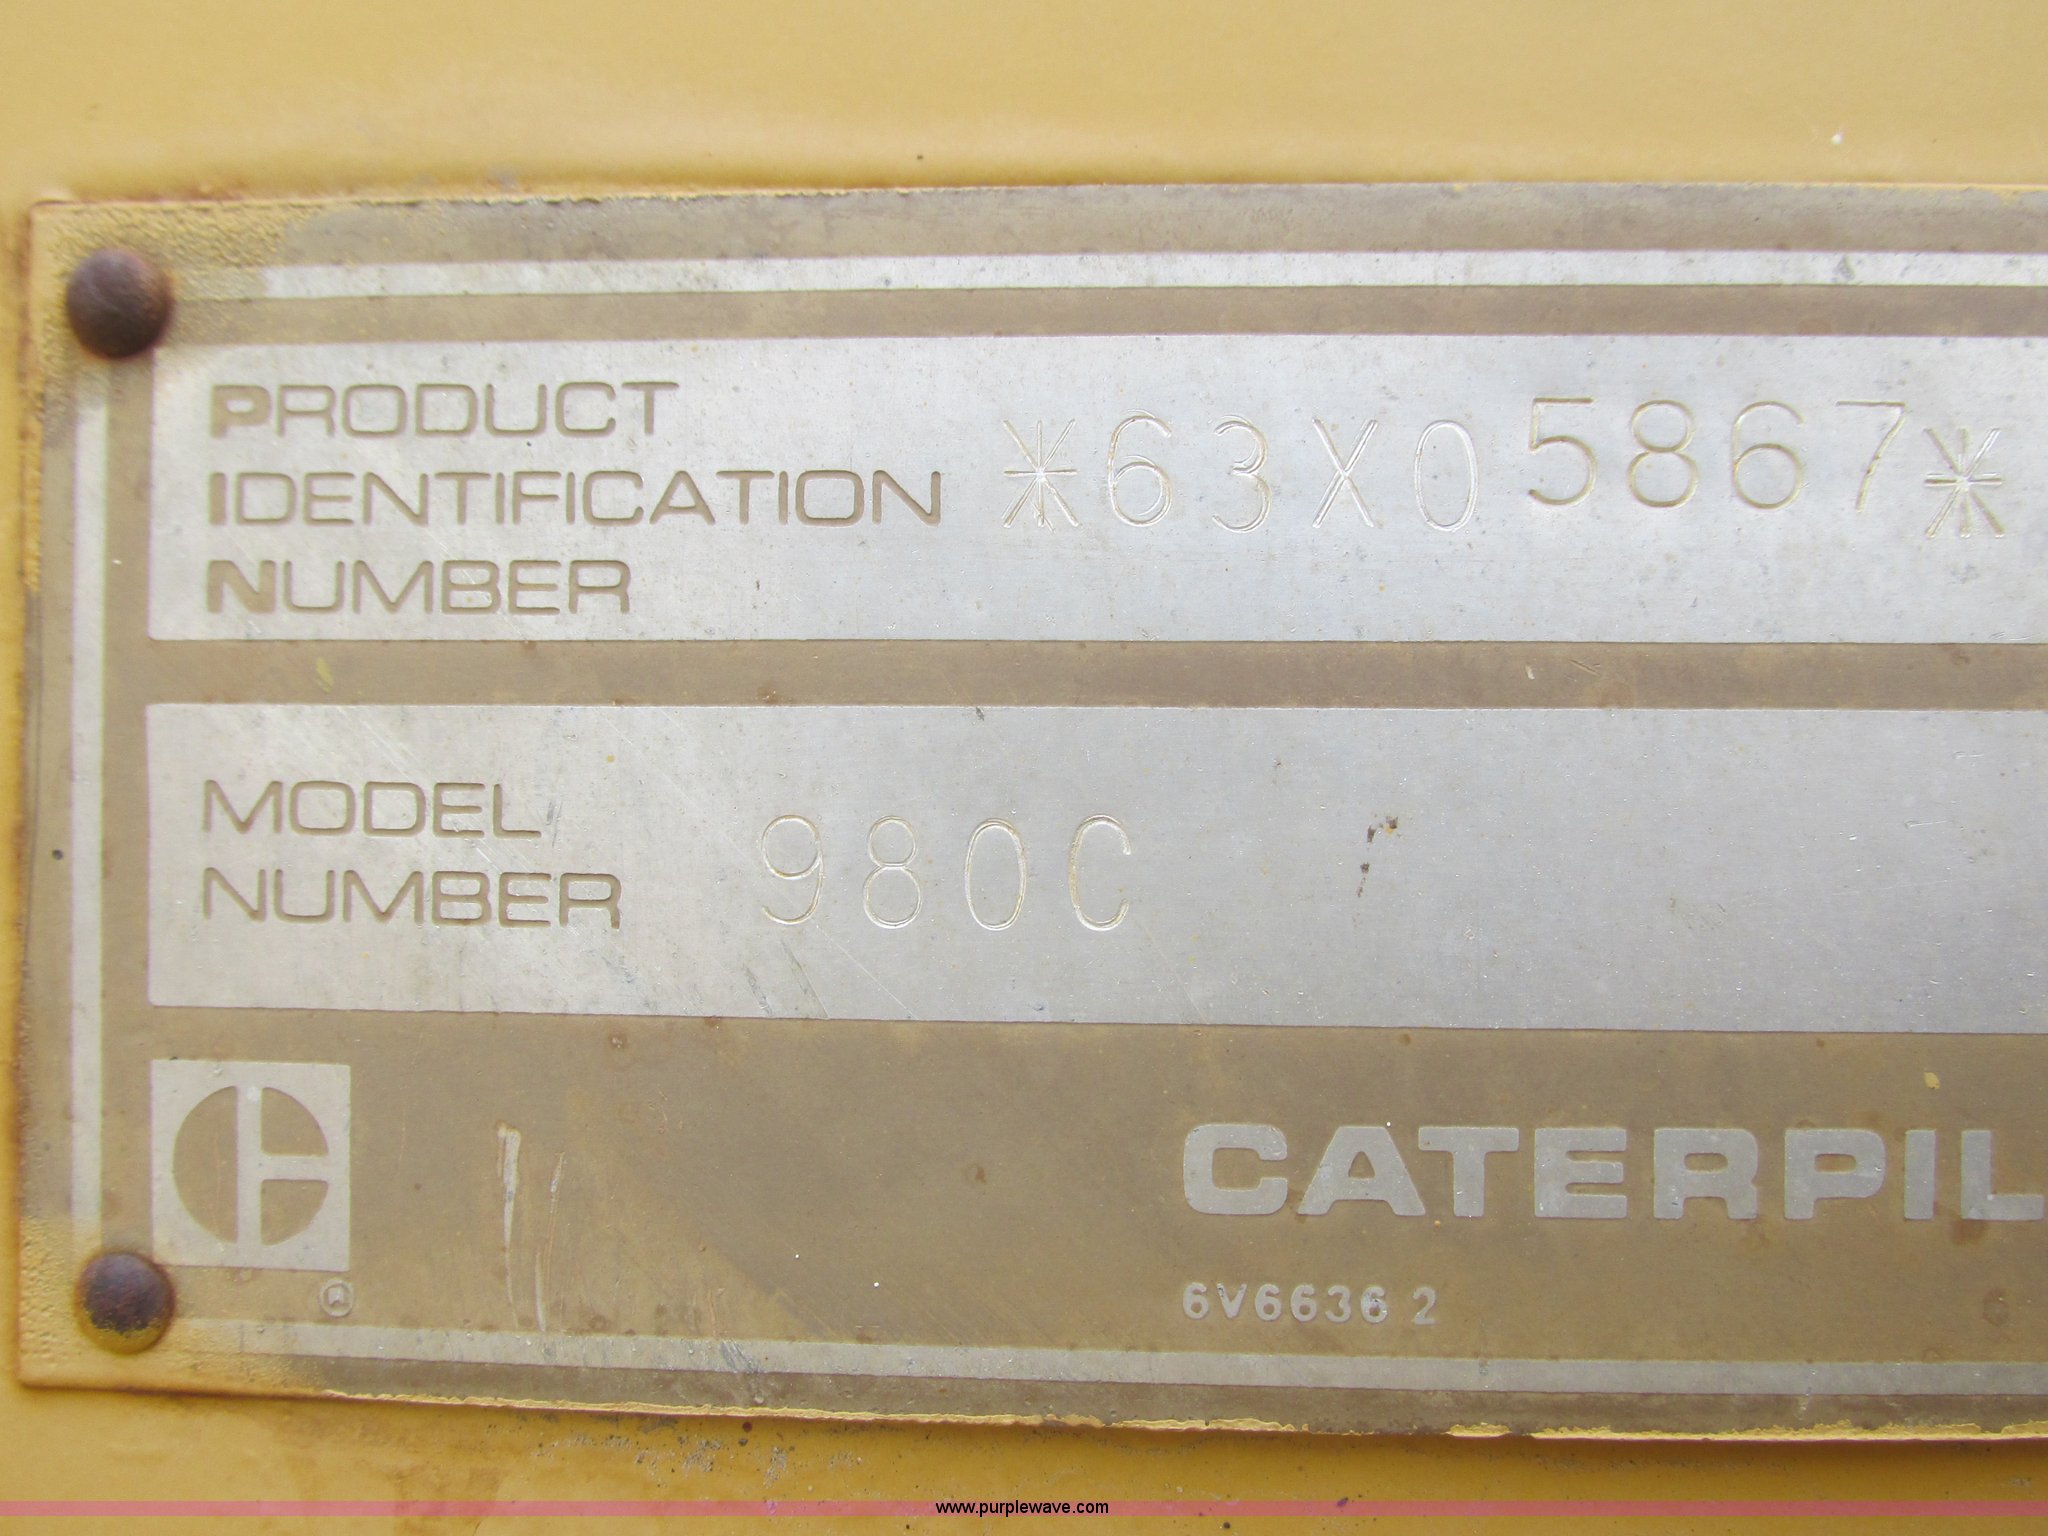 PRODUCT
IDENTIFICATION *63X05867*
NUMBER
MODEL
NUMBER 980C
CATERPIL
6V6636 2
www.purplewave.com